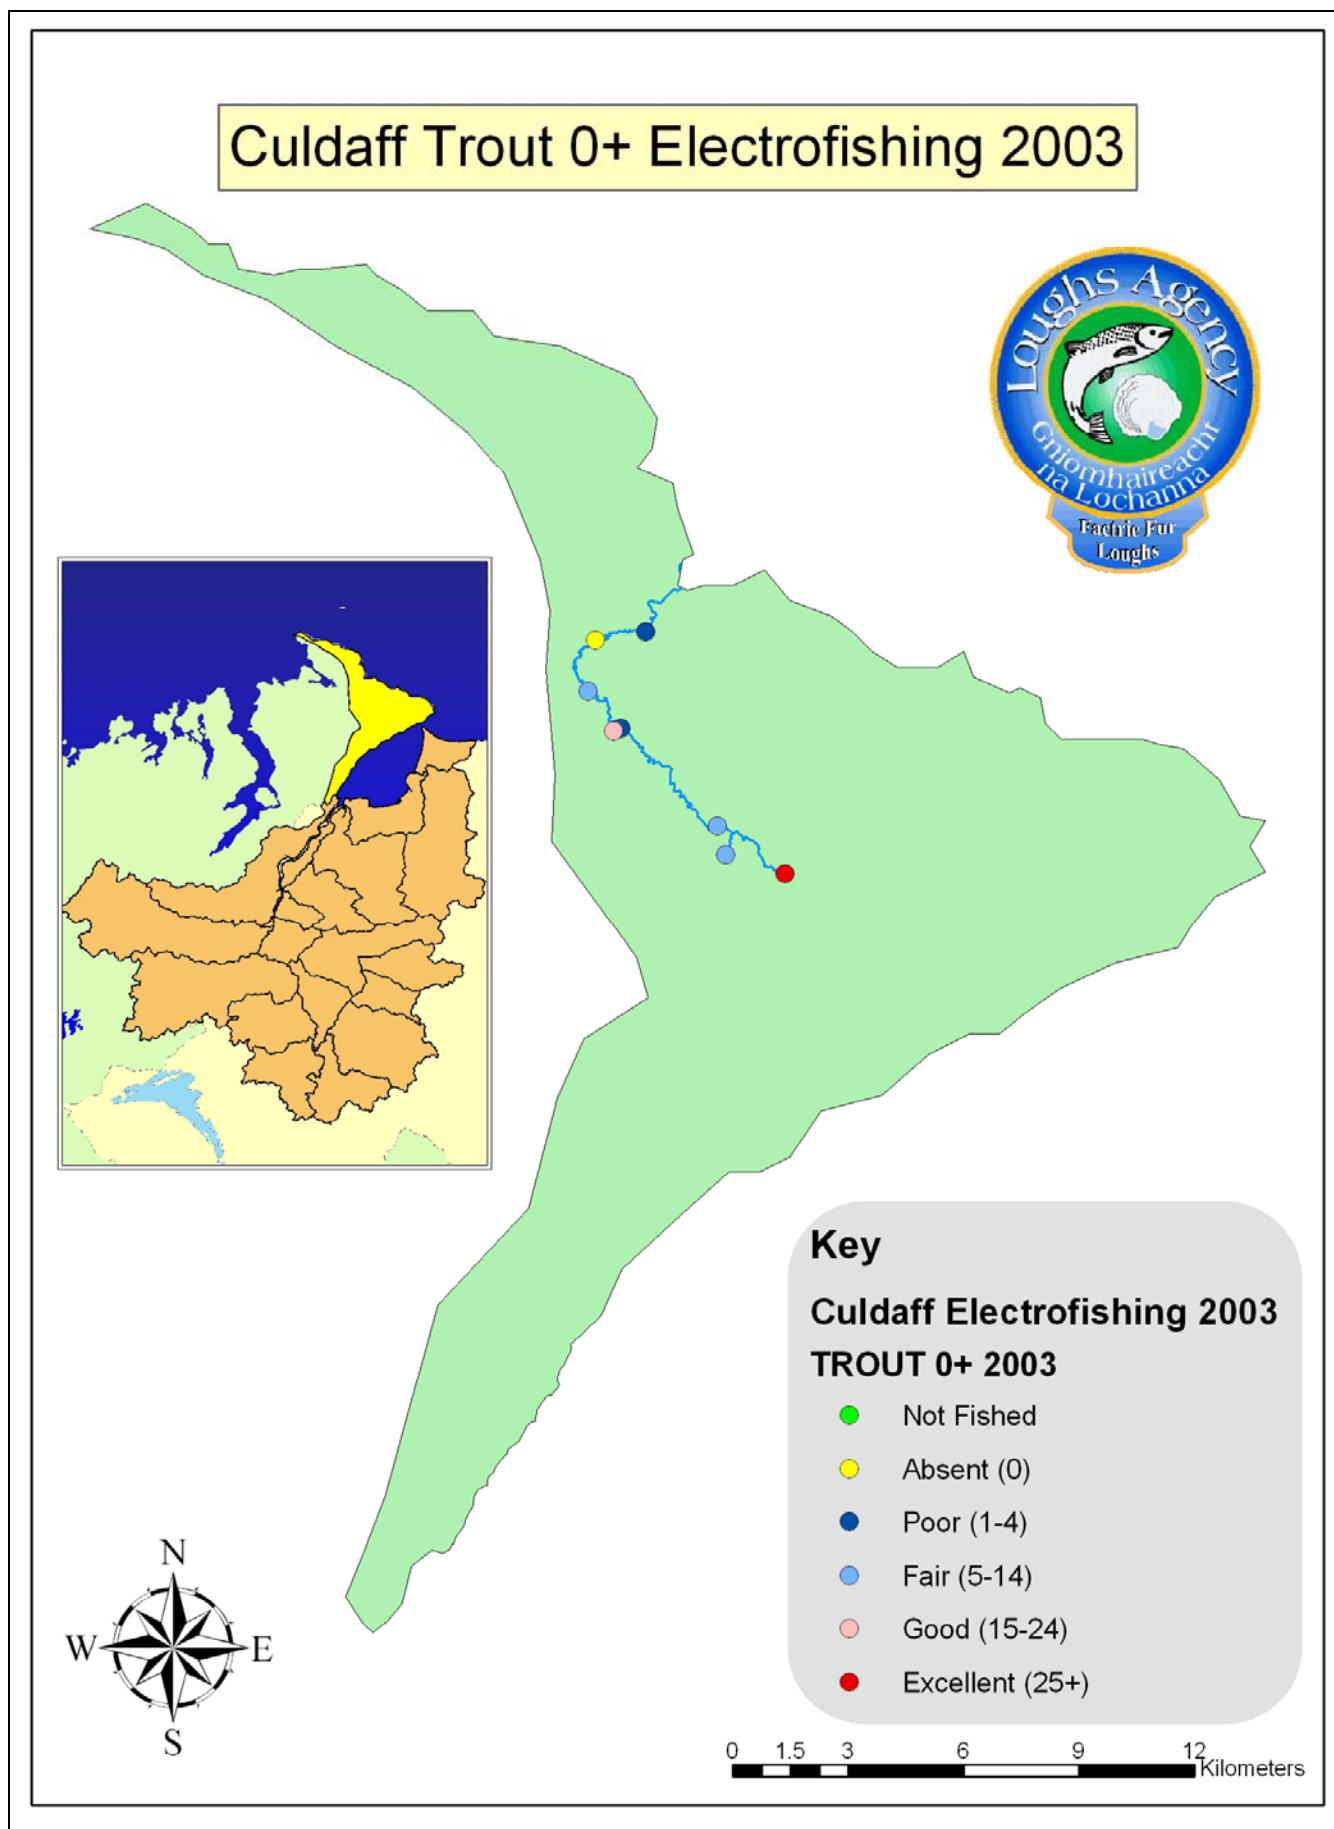 Culdaff Trout 0+ Electrofishing 2003
Loughs Agency
Gníomhaireacht
na Lochanna
Factrie Fur
Loughs
Key
Culdaff Electrofishing 2003
TROUT 0+ 2003
Not Fished
Absent (0)
Poor (1-4)
Fair (5-14)
Good (15-24)
Excellent (25+)
N
W
E
S
0 1.5 3 6 9 12
Kilometers